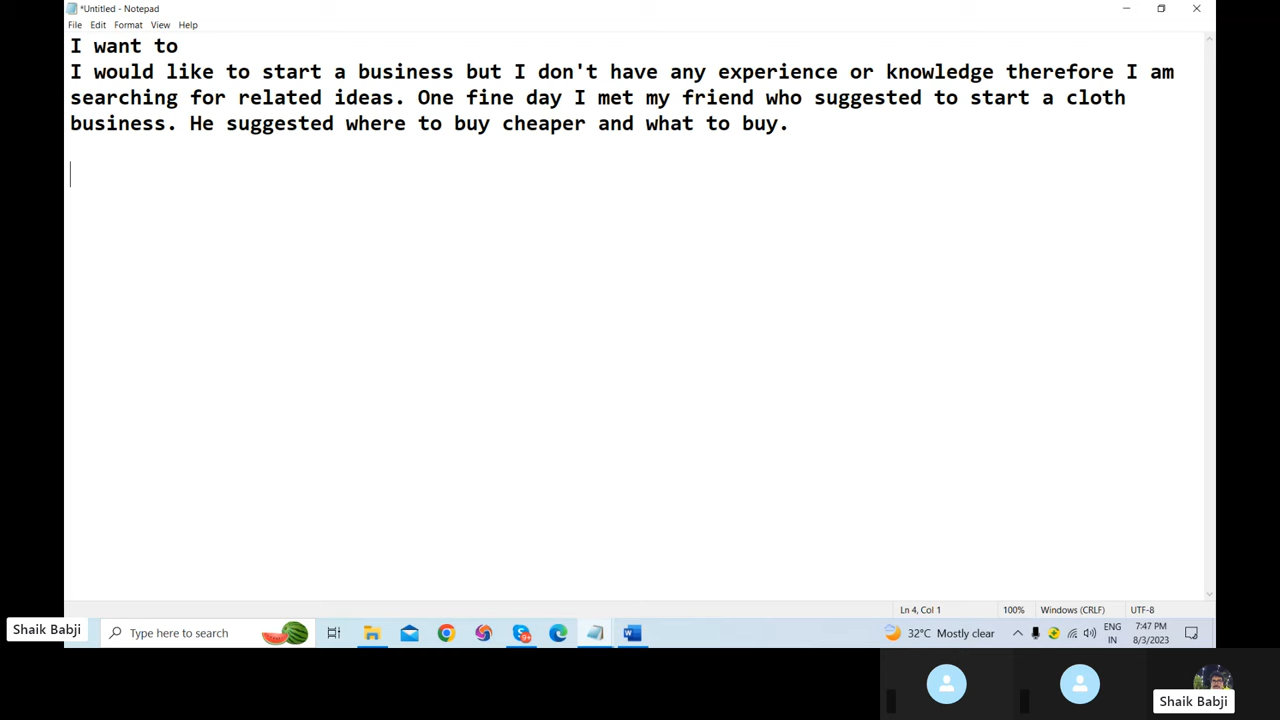 *Untitled - Notepad
File Edit Format View Help
I want to
I would like to start a business but I don't have any experience or knowledge therefore I am
searching for related ideas. One fine day I met my friend who suggested to start a cloth
business. He suggested where to buy cheaper and what to buy.
Ln 4, Col 1 100% Windows (CRLF) UTF-8
Shaik Babji
Type here to search
32°C Mostly clear
ENG
IN
7:47 PM
8/3/2023
Shaik Babji